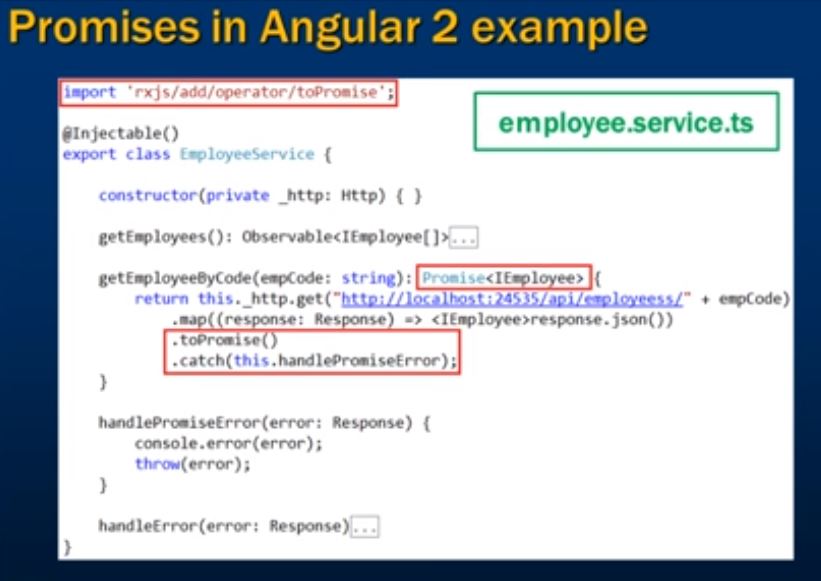 Promises in Angular 2 example
import 'rxjs/add/operator/toPromise';
employee.service.ts
@Injectable()
export class EmployeeService {
constructor(private _http: Http) { }
getEmployees(): Observable<IEmployee[]>...
getEmployeeByCode(empCode: string): Promise<IEmployee> {
return this._http.get("http://localhost:24535/api/employeess/" + empCode)
.map((response: Response) => <IEmployee>response.json())
.toPromise()
.catch(this.handlePromiseError);
}
handlePromiseError(error: Response) {
console.error(error);
throw(error);
}
handleError(error: Response)...
}